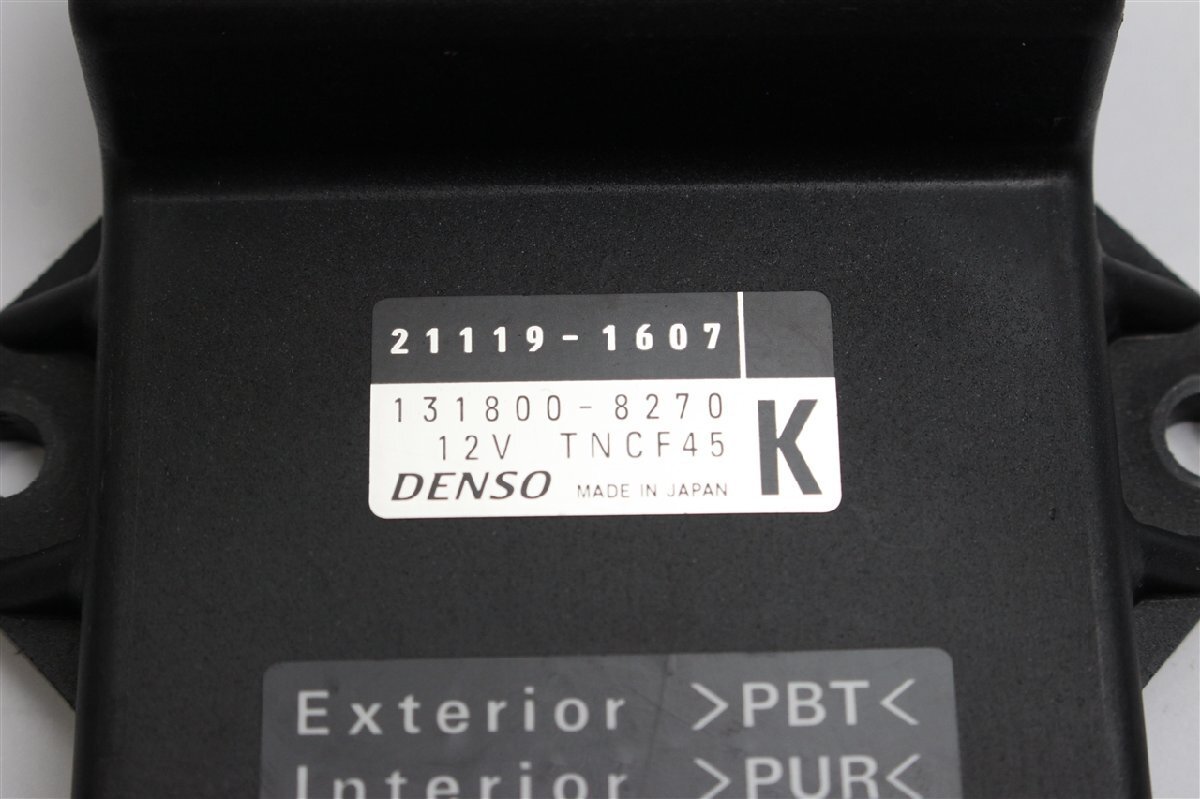 21119-1607
131800-8270
12V TNCF45
K
DENSO MADE IN JAPAN
Exterior >PBT<
Interior >PUR<